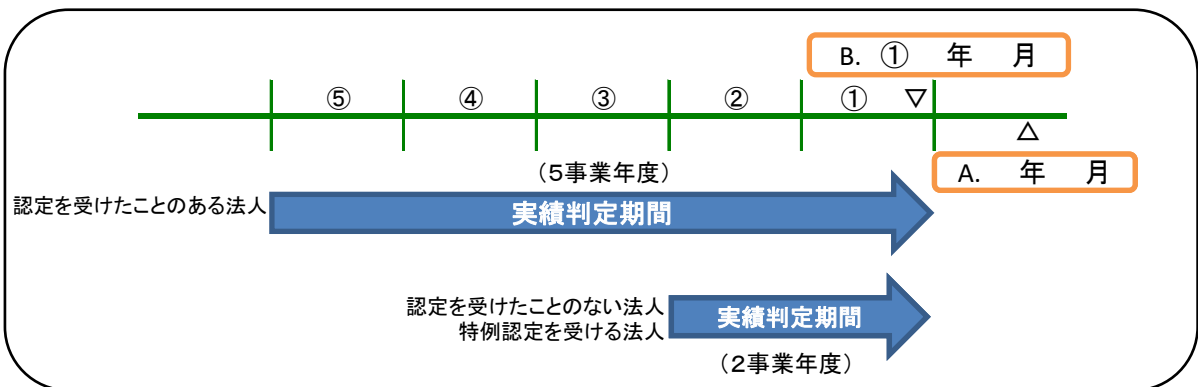 B. ① 年 月
⑤ ④ ③ ② ① ▽
△
(5事業年度)
A. 年 月
認定を受けたことのある法人
実績判定期間
認定を受けたことのない法人
特例認定を受ける法人
実績判定期間
(2事業年度)